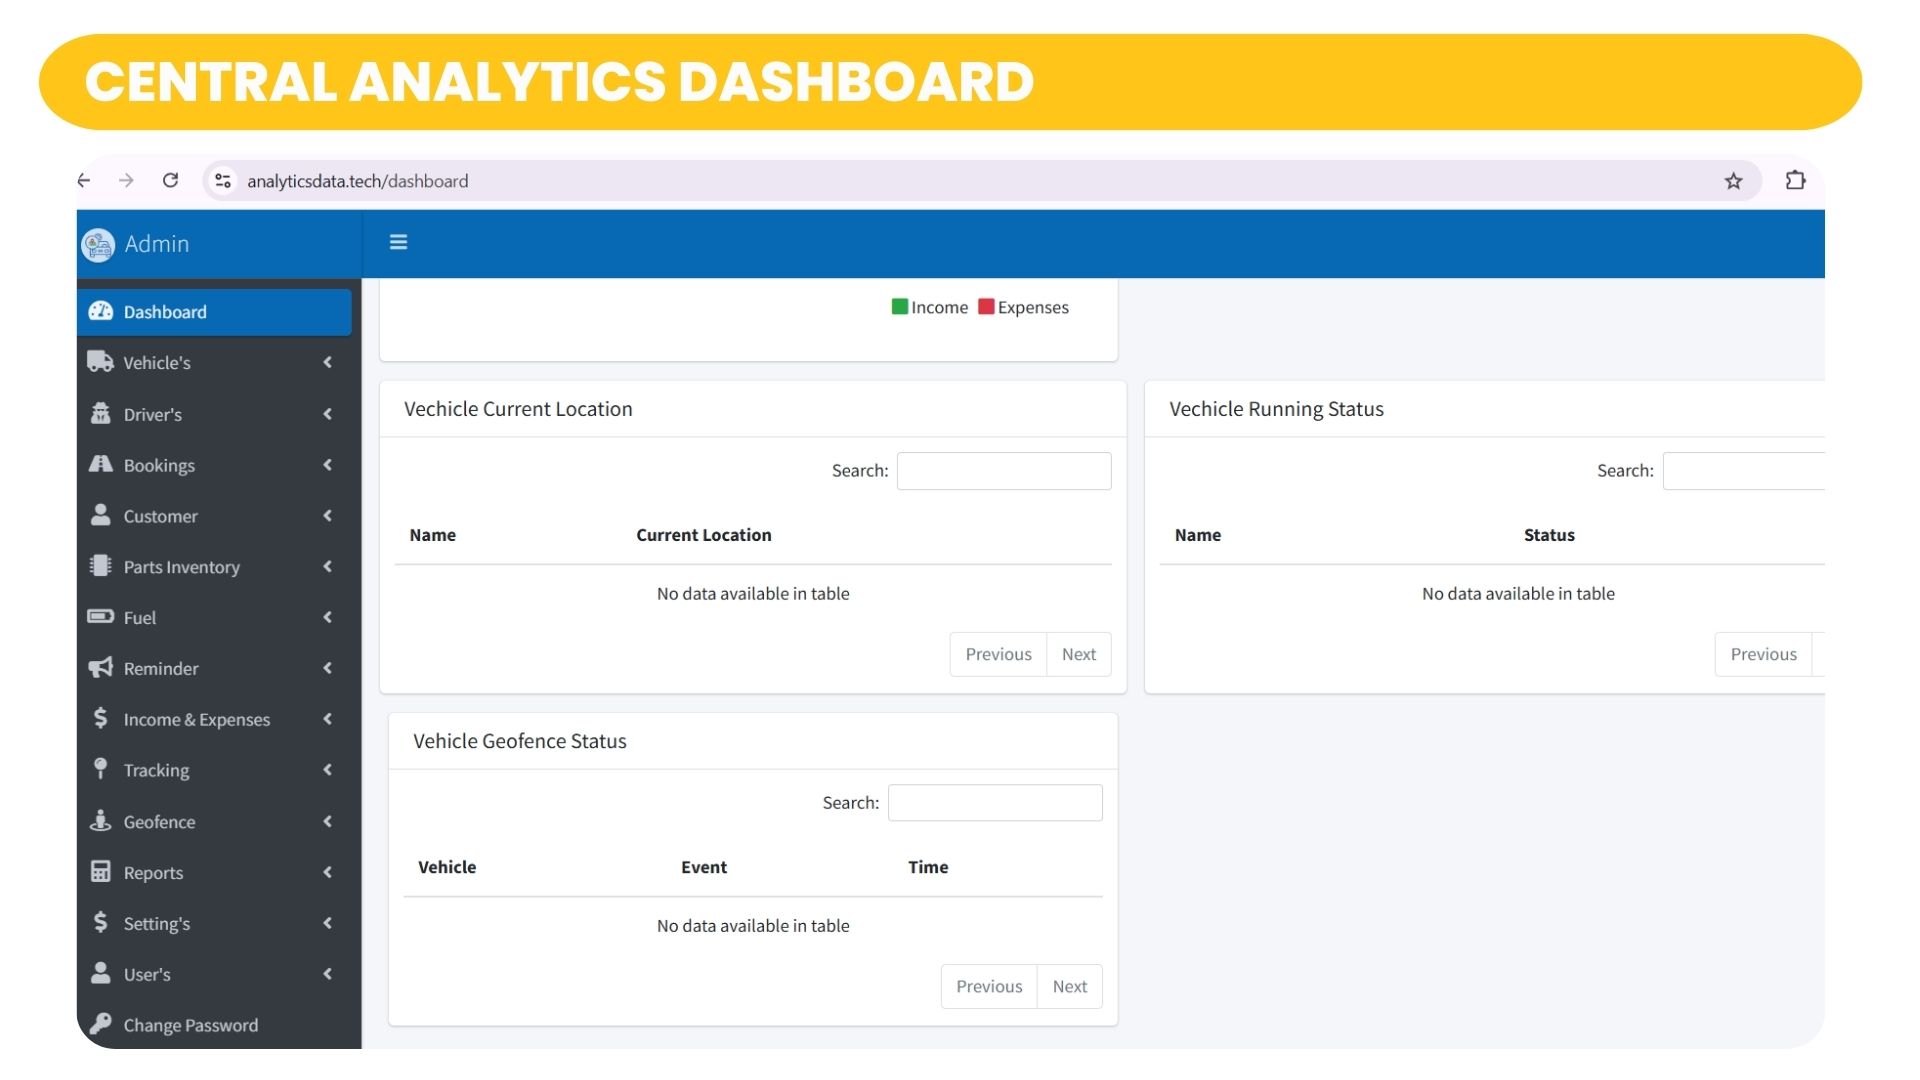 CENTRAL ANALYTICS DASHBOARD
analyticsdata.tech/dashboard
Admin
Dashboard
Vehicle's
Driver's
Bookings
Customer
Parts Inventory
Fuel
Reminder
Income & Expenses
Tracking
Geofence
Reports
Setting's
User's
Change Password
Income Expenses
Vechicle Current Location
Search:
Name Current Location
No data available in table
Previous Next
Vechicle Running Status
Search:
Name Status
No data available in table
Previous
Vehicle Geofence Status
Search:
Vehicle Event Time
No data available in table
Previous Next